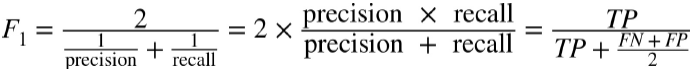 F₁ = 2 / (1/precision + 1/recall) = 2 × (precision × recall) / (precision + recall) = TP / (TP + (FN + FP)/2)